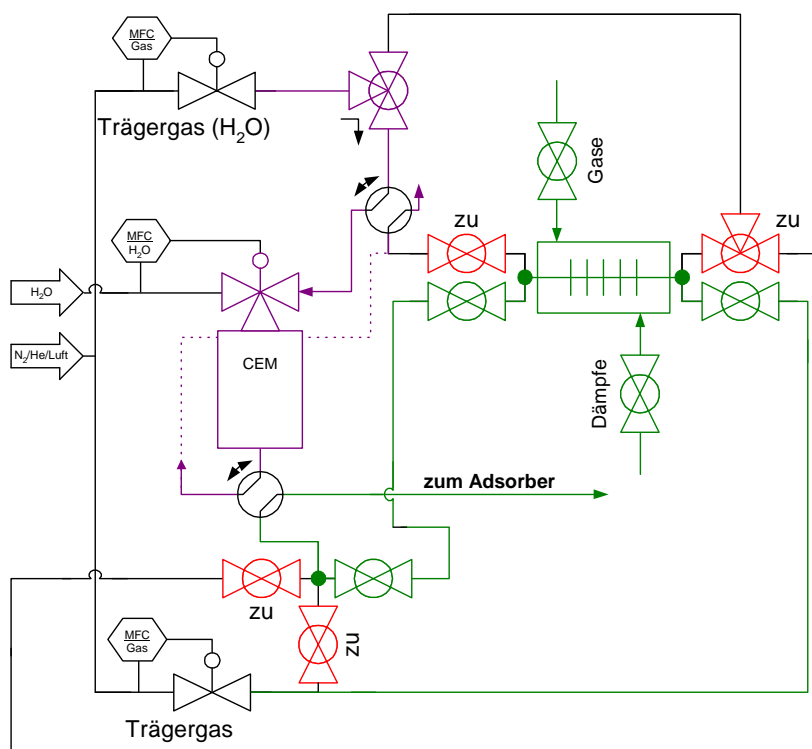 MFC
Gas
Trägergas (H₂O)
Gase
zu
zu
MFC
H₂O
H₂O
N₂/He/Luft
CEM
Dämpfe
zum Adsorber
zu
zu
MFC
Gas
Trägergas